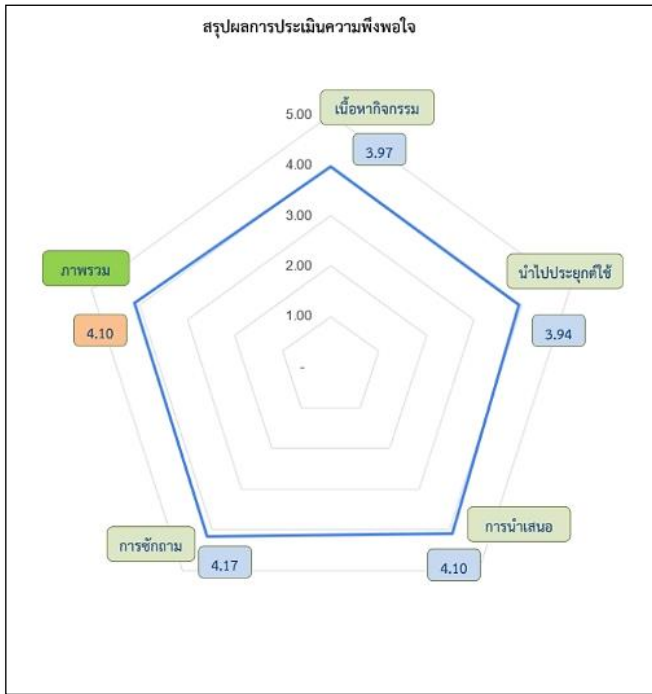 สรุปผลการประเมินความพึงพอใจ
5.00
เนื้อหากิจกรรม
4.00
3.97
3.00
ภาพรวม
นำไปประยุกต์ใช้
2.00
4.10
1.00
3.94
-
การซักถาม
การนำเสนอ
4.17
4.10